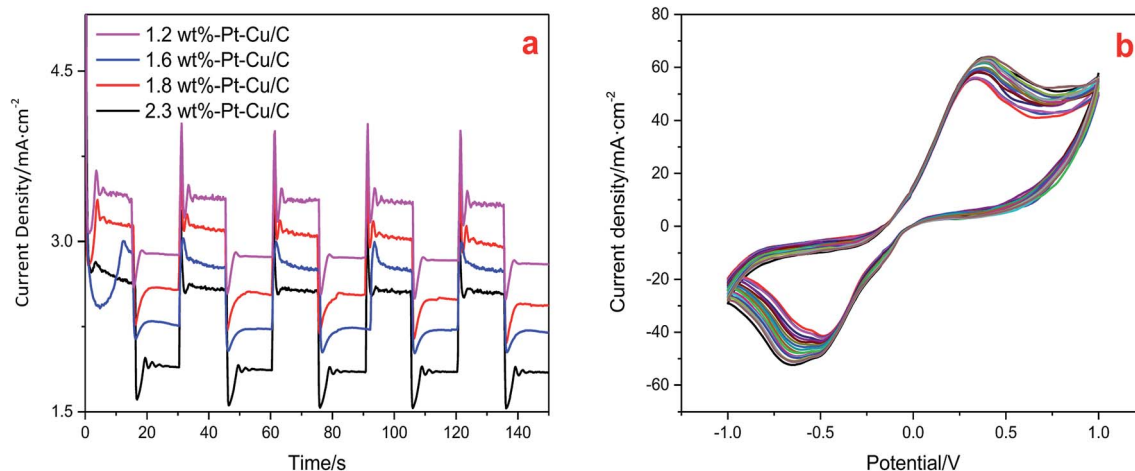 a
1.2 wt%-Pt-Cu/C
1.6 wt%-Pt-Cu/C
1.8 wt%-Pt-Cu/C
2.3 wt%-Pt-Cu/C
Current Density/mA·cm⁻²
4.5
3.0
1.5
0 20 40 60 80 100 120 140
Time/s
b
Current density/mA·cm⁻²
80
60
40
20
0
-20
-40
-60
-1.0 -0.5 0.0 0.5 1.0
Potential/V